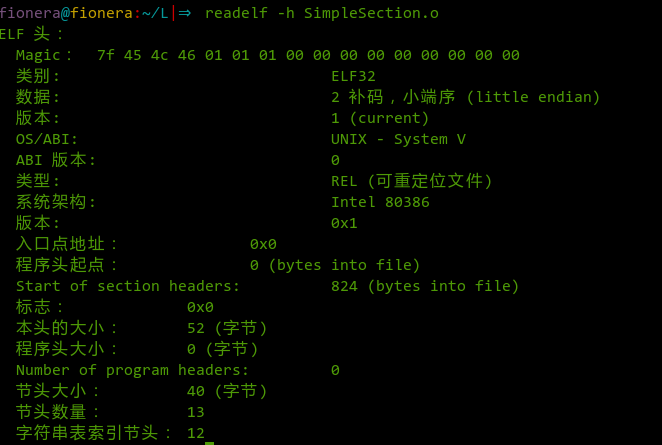 fionera@fionera:~/L|⇒ readelf -h SimpleSection.o
ELF 头：
Magic： 7f 45 4c 46 01 01 01 00 00 00 00 00 00 00 00 00
类别: ELF32
数据: 2 补码，小端序 (little endian)
版本: 1 (current)
OS/ABI: UNIX - System V
ABI 版本: 0
类型: REL (可重定位文件)
系统架构: Intel 80386
版本: 0x1
入口点地址： 0x0
程序头起点： 0 (bytes into file)
Start of section headers: 824 (bytes into file)
标志： 0x0
本头的大小： 52 (字节)
程序头大小： 0 (字节)
Number of program headers: 0
节头大小： 40 (字节)
节头数量： 13
字符串表索引节头： 12